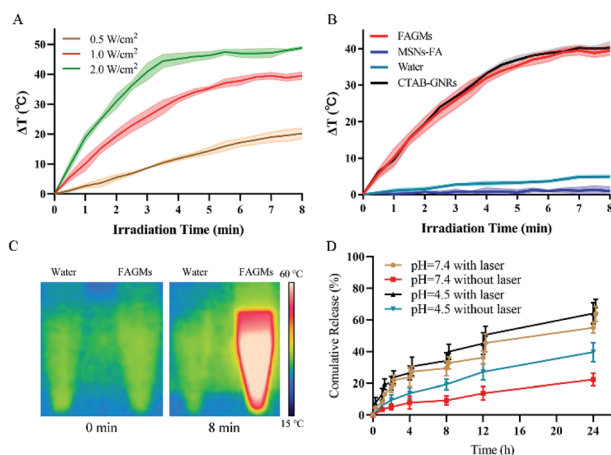 A
0.5 W/cm²
1.0 W/cm²
2.0 W/cm²
ΔT (℃)
50
40
30
20
10
0
0 1 2 3 4 5 6 7 8
Irradiation Time (min)
B
FAGMs
MSNs-FA
Water
CTAB-GNRs
ΔT (℃)
40
20
0
0 1 2 3 4 5 6 7 8
Irradiation Time (min)
C
Water FAGMs Water FAGMs
60 ℃
15 ℃
0 min 8 min
D
pH=7.4 with laser
pH=7.4 without laser
pH=4.5 with laser
pH=4.5 without laser
Cumulative Release (%)
100
80
60
40
20
0
0 4 8 12 16 20 24
Time (h)